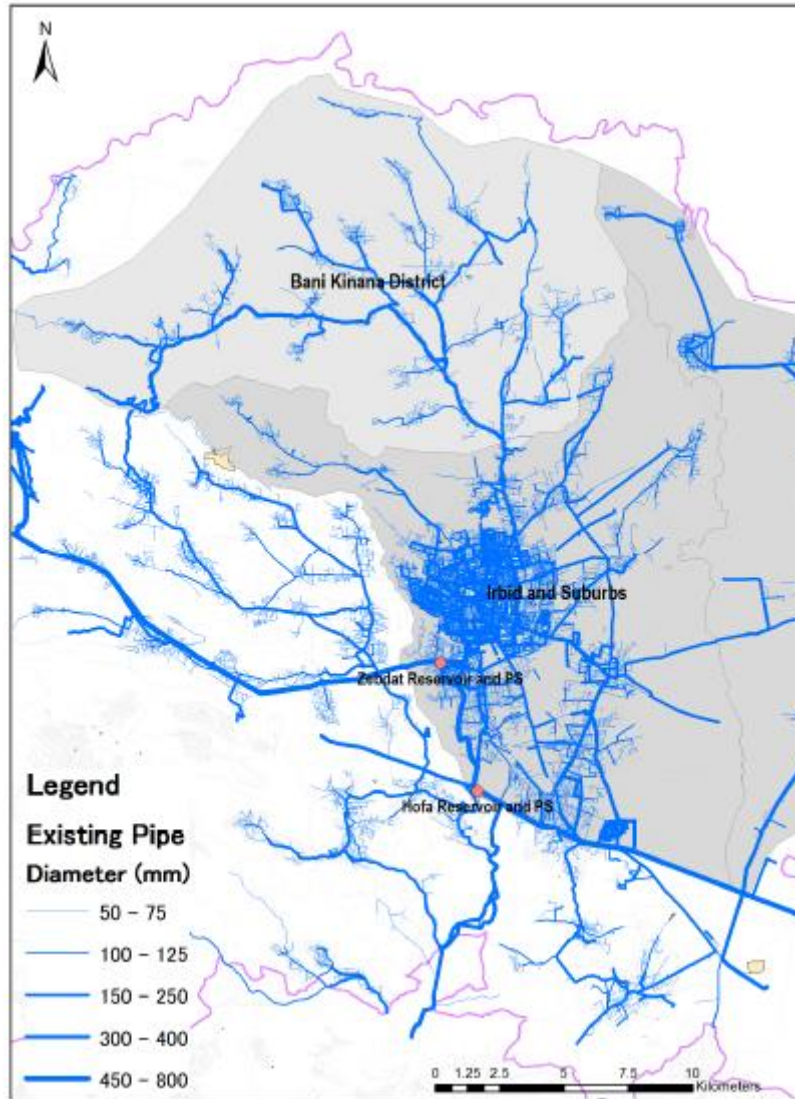 N
Bani Kinana District
Irbid and Suburbs
Zebdat Reservoir and PS
Hofa Reservoir and PS
Legend
Existing Pipe
Diameter (mm)
50 - 75
100 - 125
150 - 250
300 - 400
450 - 800
0 1.25 2.5 5 7.5 10
Kilometers